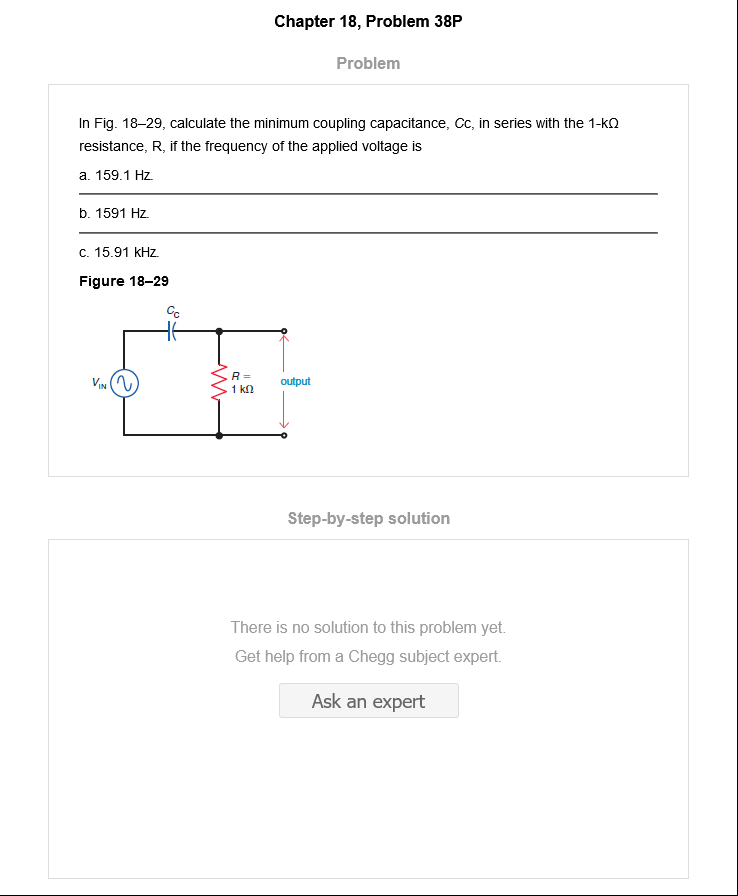 Chapter 18, Problem 38P
Problem
In Fig. 18–29, calculate the minimum coupling capacitance, Cc, in series with the 1-kΩ
resistance, R, if the frequency of the applied voltage is
a. 159.1 Hz.
b. 1591 Hz.
c. 15.91 kHz.
Figure 18–29
CC
VIN
R =
1 kΩ
output
Step-by-step solution
There is no solution to this problem yet.
Get help from a Chegg subject expert.
Ask an expert